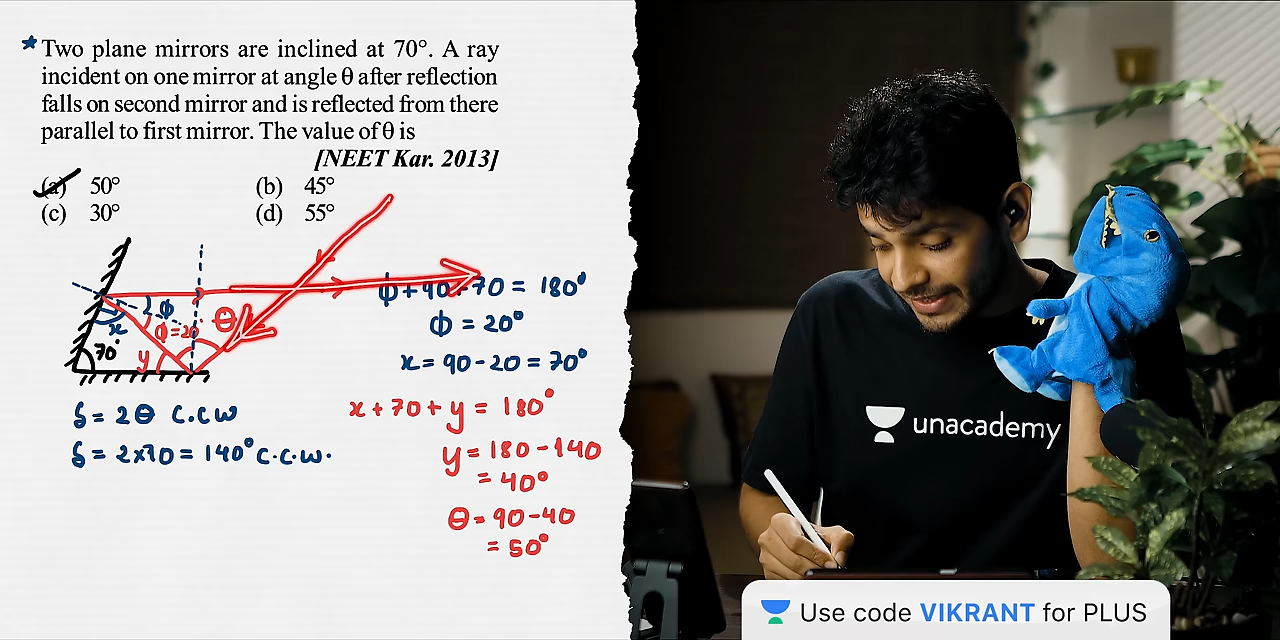 Two plane mirrors are inclined at 70°. A ray
incident on one mirror at angle θ after reflection
falls on second mirror and is reflected from there
parallel to first mirror. The value of θ is
[NEET Kar. 2013]
(a) 50° (b) 45°
(c) 30° (d) 55°
ϕ+90+70 = 180°
ϕ = 20°
x = 90-20 = 70°
x+70+y = 180°
y = 180-140
= 40°
θ = 90-40
= 50°
ϕ
x
ϕ=20°
θ
70°
y
δ = 2θ C.C.W
δ = 2x70 = 140° C.C.W.
unacademy
Use code VIKRANT for PLUS